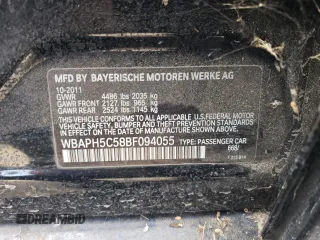 MFD BY BAYERISCHE MOTOREN WERKE AG
10-2011
GVWR 4486 lbs 2035 kg
GAWR FRONT 2127 lbs 965 kg
GAWR REAR 2524 lbs 1145 kg
THIS VEHICLE CONFORMS TO ALL APPLICABLE
FEDERAL MOTOR VEHICLE SAFETY, BUMPER AND
THEFT PREVENTION STANDARDS IN EFFECT ON
THE DATE OF MANUFACTURE SHOWN ABOVE.
WBAPH5C58BF094055 TYPE: PASSENGER CAR
668/
DREAMBID